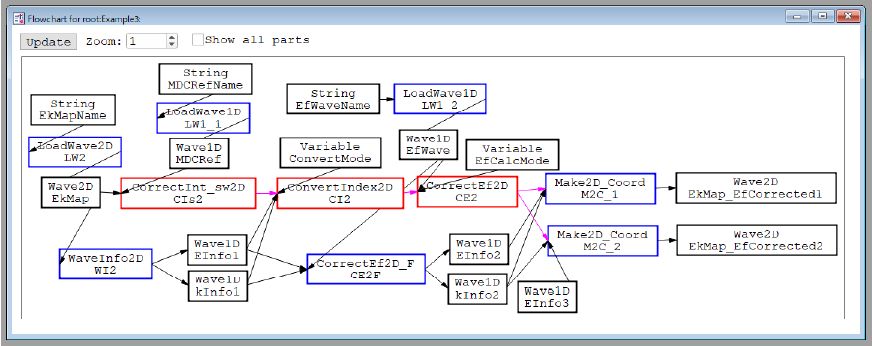 Flowchart for root:Example3:
Update
Zoom: 1
Show all parts
String
MDCRefName
String
EkMapName
String
EfWaveName
LoadWave1D
LW1_2
LoadWave1D
LW1_1
LoadWave2D
LW2
Wave1D
MDCRef
Variable
ConvertMode
Wave1D
EfWave
Variable
EfCalcMode
Wave2D
EkMap
CorrectInt_sw2D
CIs2
ConvertIndex2D
CI2
CorrectEf2D
CE2
Make2D_Coord
M2C_1
Wave2D
EkMap_EfCorrected1
WaveInfo2D
WI2
Wave1D
EInfo1
Wave1D
kInfo1
CorrectEf2D_F
CE2F
Wave1D
EInfo2
Wave1D
kInfo2
Make2D_Coord
M2C_2
Wave2D
EkMap_EfCorrected2
Wave1D
EInfo3